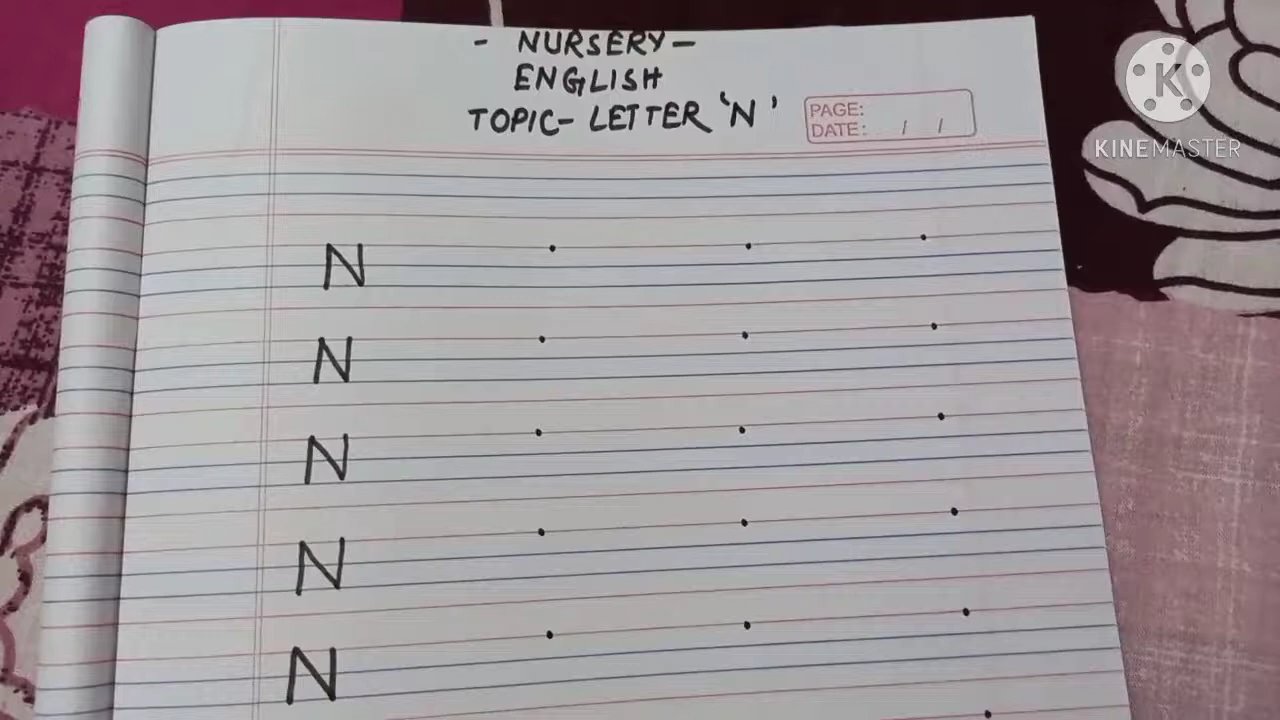 - NURSERY -
ENGLISH
TOPIC- LETTER 'N'
PAGE:
DATE: / /
K
KINEMASTER
N
N
N
N
N